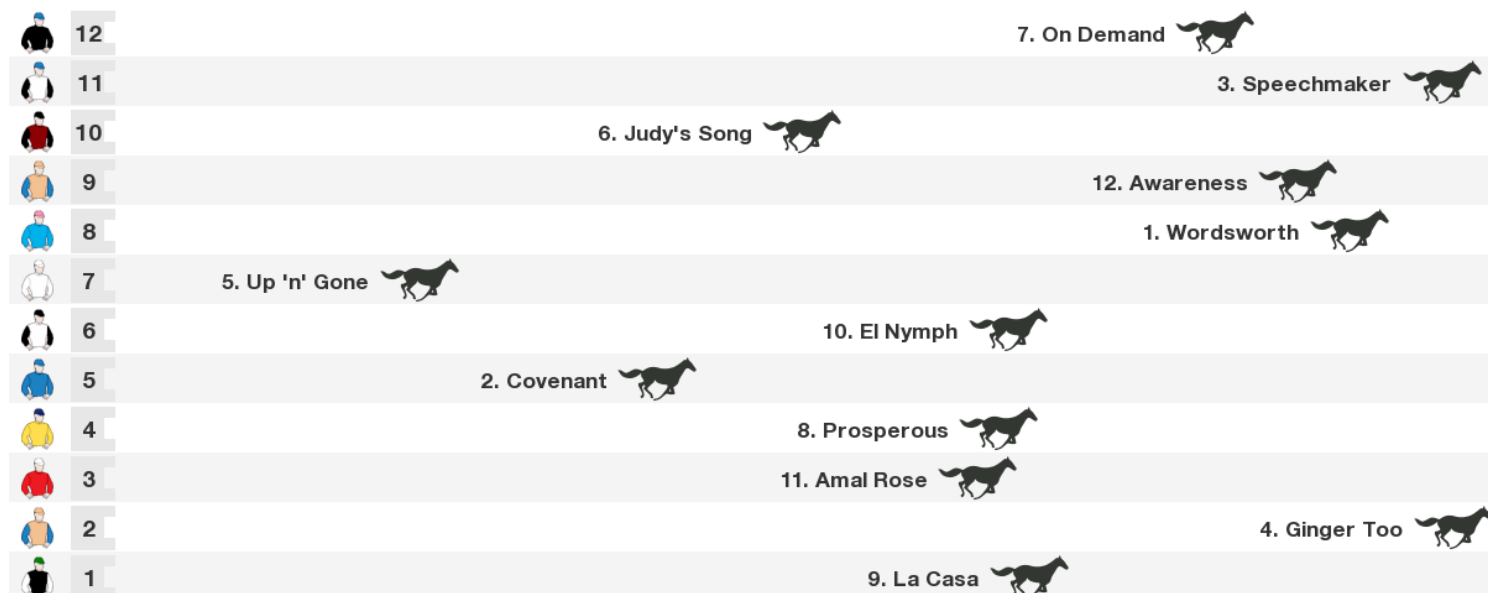 12 7. On Demand
11 3. Speechmaker
10 6. Judy's Song
9 12. Awareness
8 1. Wordsworth
7 5. Up 'n' Gone
6 10. El Nymph
5 2. Covenant
4 8. Prosperous
3 11. Amal Rose
2 4. Ginger Too
1 9. La Casa